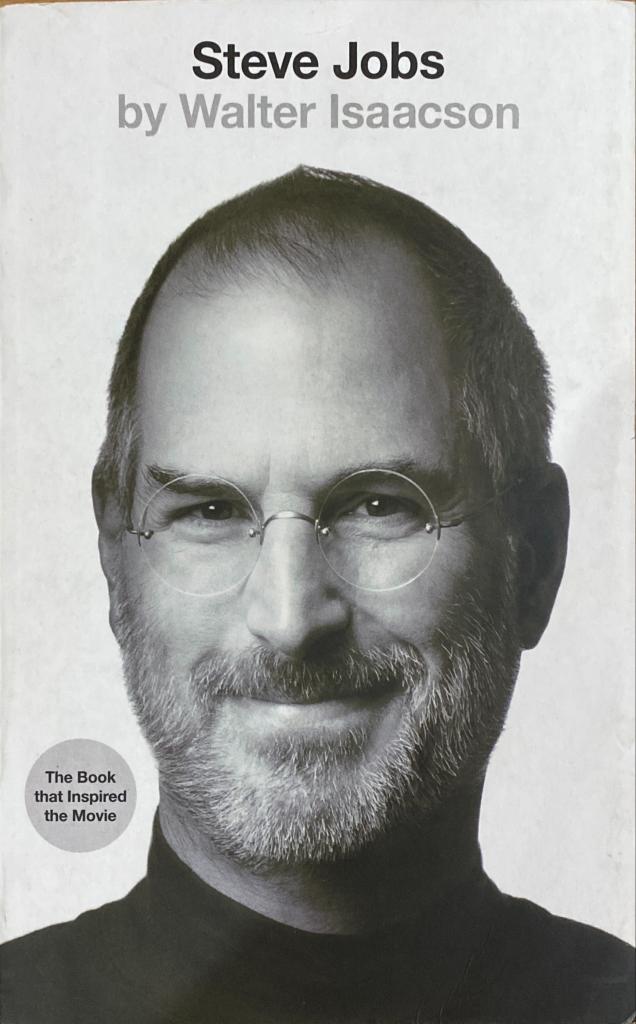 Steve Jobs
by Walter Isaacson
The Book
that Inspired
the Movie